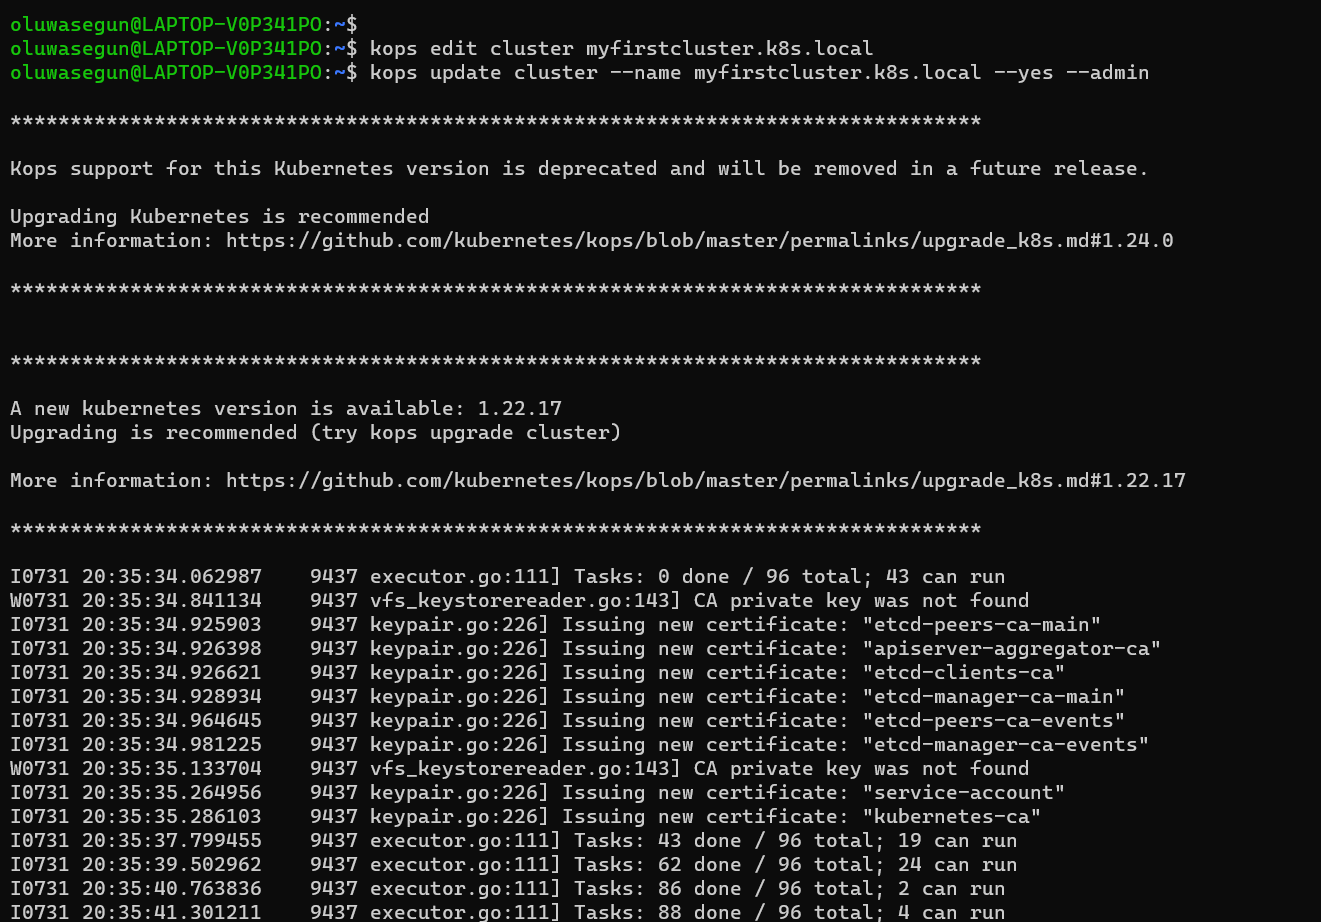 oluwasegun@LAPTOP-V0P341PO:~$
oluwasegun@LAPTOP-V0P341PO:~$ kops edit cluster myfirstcluster.k8s.local
oluwasegun@LAPTOP-V0P341PO:~$ kops update cluster --name myfirstcluster.k8s.local --yes --admin
*********************************************************************************
Kops support for this Kubernetes version is deprecated and will be removed in a future release.
Upgrading Kubernetes is recommended
More information: https://github.com/kubernetes/kops/blob/master/permalinks/upgrade_k8s.md#1.24.0
*********************************************************************************
*********************************************************************************
A new kubernetes version is available: 1.22.17
Upgrading is recommended (try kops upgrade cluster)
More information: https://github.com/kubernetes/kops/blob/master/permalinks/upgrade_k8s.md#1.22.17
*********************************************************************************
I0731 20:35:34.062987    9437 executor.go:111] Tasks: 0 done / 96 total; 43 can run
W0731 20:35:34.841134    9437 vfs_keystorereader.go:143] CA private key was not found
I0731 20:35:34.925903    9437 keypair.go:226] Issuing new certificate: "etcd-peers-ca-main"
I0731 20:35:34.926398    9437 keypair.go:226] Issuing new certificate: "apiserver-aggregator-ca"
I0731 20:35:34.926621    9437 keypair.go:226] Issuing new certificate: "etcd-clients-ca"
I0731 20:35:34.928934    9437 keypair.go:226] Issuing new certificate: "etcd-manager-ca-main"
I0731 20:35:34.964645    9437 keypair.go:226] Issuing new certificate: "etcd-peers-ca-events"
I0731 20:35:34.981225    9437 keypair.go:226] Issuing new certificate: "etcd-manager-ca-events"
W0731 20:35:35.133704    9437 vfs_keystorereader.go:143] CA private key was not found
I0731 20:35:35.264956    9437 keypair.go:226] Issuing new certificate: "service-account"
I0731 20:35:35.286103    9437 keypair.go:226] Issuing new certificate: "kubernetes-ca"
I0731 20:35:37.799455    9437 executor.go:111] Tasks: 43 done / 96 total; 19 can run
I0731 20:35:39.502962    9437 executor.go:111] Tasks: 62 done / 96 total; 24 can run
I0731 20:35:40.763836    9437 executor.go:111] Tasks: 86 done / 96 total; 2 can run
I0731 20:35:41.301211    9437 executor.go:111] Tasks: 88 done / 96 total; 4 can run